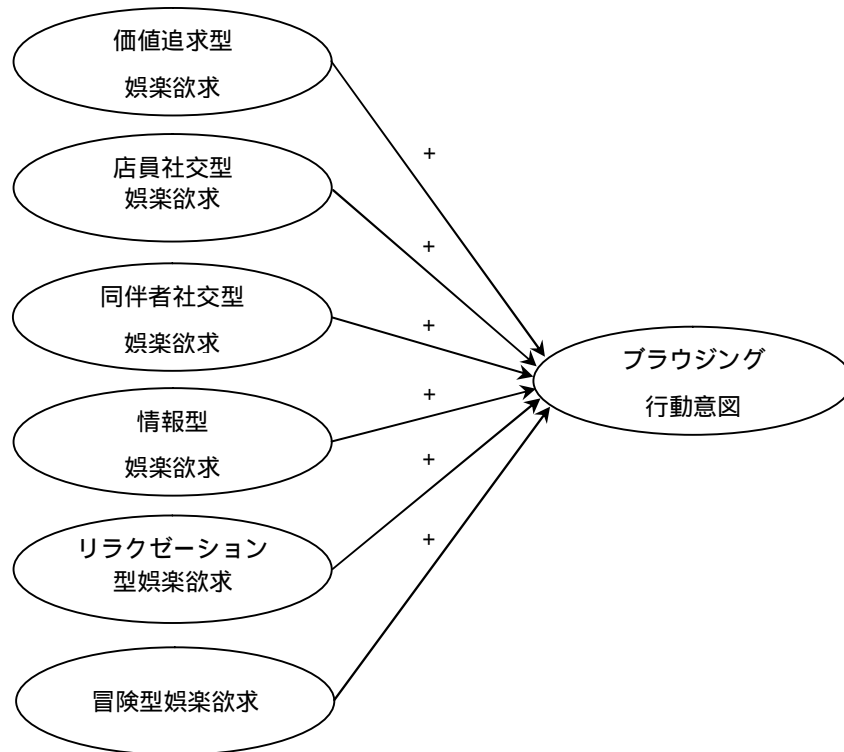 価値追求型
娯楽欲求
+
店員社交型
娯楽欲求
+
同伴者社交型
娯楽欲求
+
ブラウジング
行動意図
情報型
娯楽欲求
+
リラクゼーション
型娯楽欲求
+
冒険型娯楽欲求
+